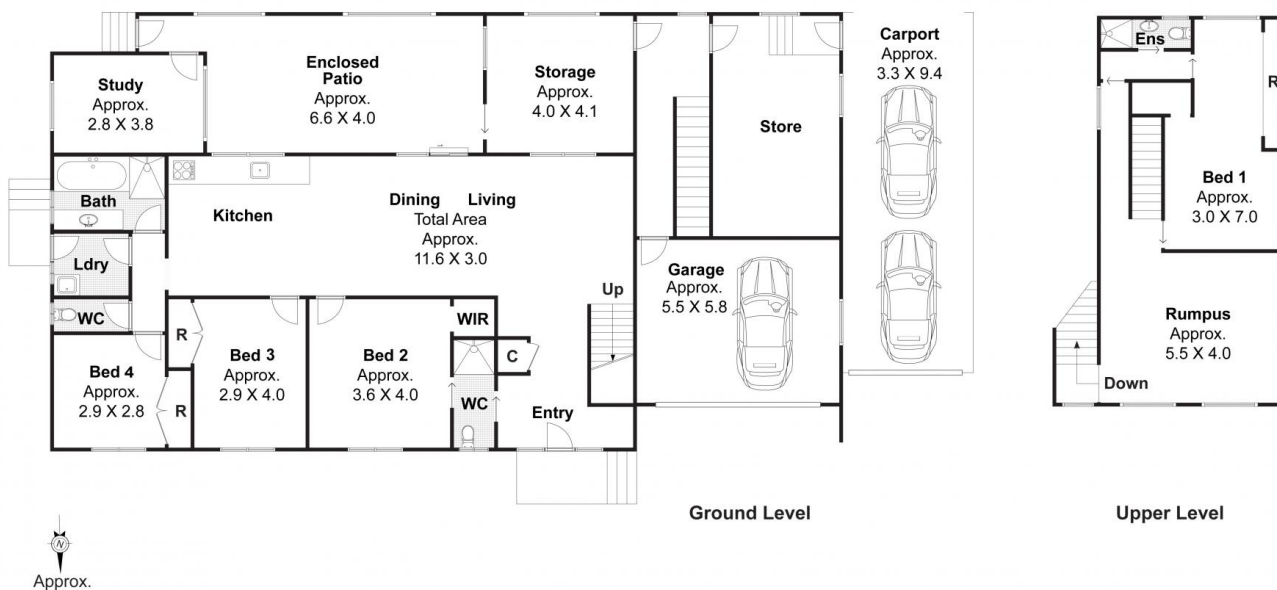 Study
Approx.
2.8 X 3.8
Enclosed
Patio
Approx.
6.6 X 4.0
Storage
Approx.
4.0 X 4.1
Store
Carport
Approx.
3.3 X 9.4
Bath
Kitchen
Dining Living
Total Area
Approx.
11.6 X 3.0
Ldry
WC
Garage
Approx.
5.5 X 5.8
Up
R
Bed 3
Approx.
2.9 X 4.0
Bed 2
Approx.
3.6 X 4.0
WIR
C
Bed 4
Approx.
2.9 X 2.8
R
WC
Entry
Ground Level
Ens
R
Bed 1
Approx.
3.0 X 7.0
Rumpus
Approx.
5.5 X 4.0
Down
Upper Level
N
Approx.